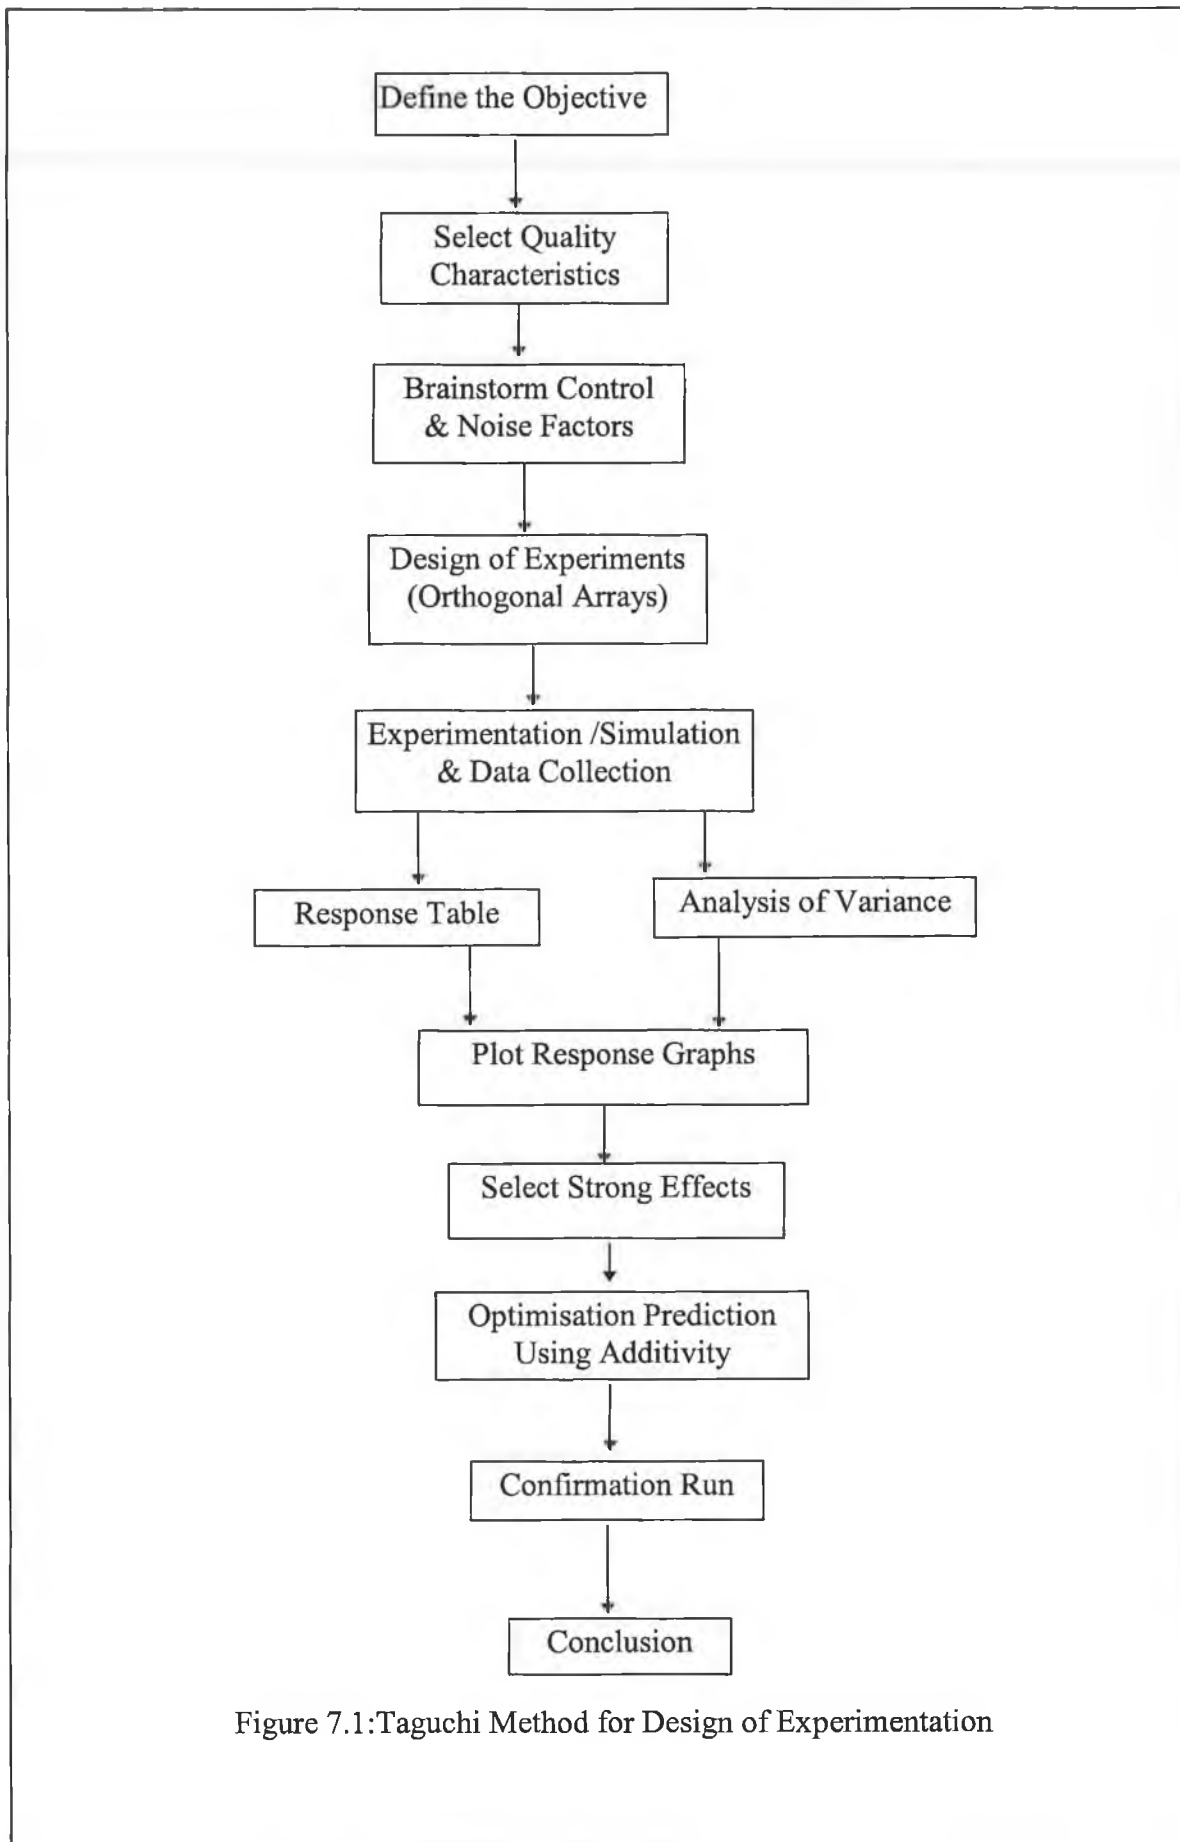 Define the Objective
Select Quality
Characteristics
Brainstorm Control
& Noise Factors
Design of Experiments
(Orthogonal Arrays)
Experimentation /Simulation
& Data Collection
Response Table
Analysis of Variance
Plot Response Graphs
Select Strong Effects
Optimisation Prediction
Using Additivity
Confirmation Run
Conclusion
Figure 7.1:Taguchi Method for Design of Experimentation